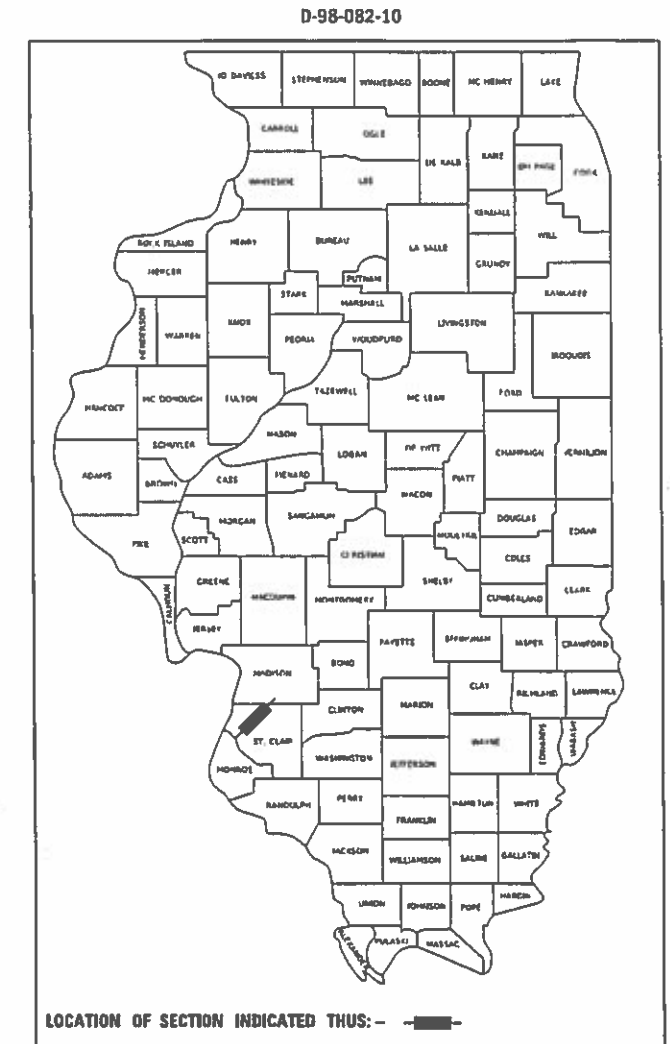 D-98-082-10
JO DAVIESS STEPHENSON WINNEBAGO BOONE MC HENRY LAKE
CARROLL OGLE DE KALB KANE DU PAGE COOK
WHITESIDE LEE KENDALL WILL
ROCK ISLAND HENRY BUREAU LA SALLE GRUNDY
MERCER PUTNAM KANKAKEE
HENDERSON WARREN KNOX STARK MARSHALL LIVINGSTON
PEORIA WOODFORD IROQUOIS
HANCOCK MC DONOUGH FULTON TAZEWELL MC LEAN FORD
MASON
SCHUYLER LOGAN DE WITT CHAMPAIGN VERMILION
ADAMS BROWN CASS MENARD MACON PIATT
MORGAN SANGAMON DOUGLAS EDGAR
PIKE SCOTT CHRISTIAN MOULTRIE COLES
GREENE SHELBY
CALHOUN MACOUPIN MONTGOMERY CUMBERLAND CLARK
JERSEY FAYETTE EFFINGHAM JASPER CRAWFORD
MADISON BOND CLAY RICHLAND LAWRENCE
CLINTON MARION
ST. CLAIR WAYNE EDWARDS WABASH
WASHINGTON JEFFERSON
MONROE
RANDOLPH PERRY HAMILTON WHITE
FRANKLIN
JACKSON WILLIAMSON SALINE GALLATIN
UNION JOHNSON POPE HARDIN
ALEXANDER PULASKI MASSAC
LOCATION OF SECTION INDICATED THUS: -